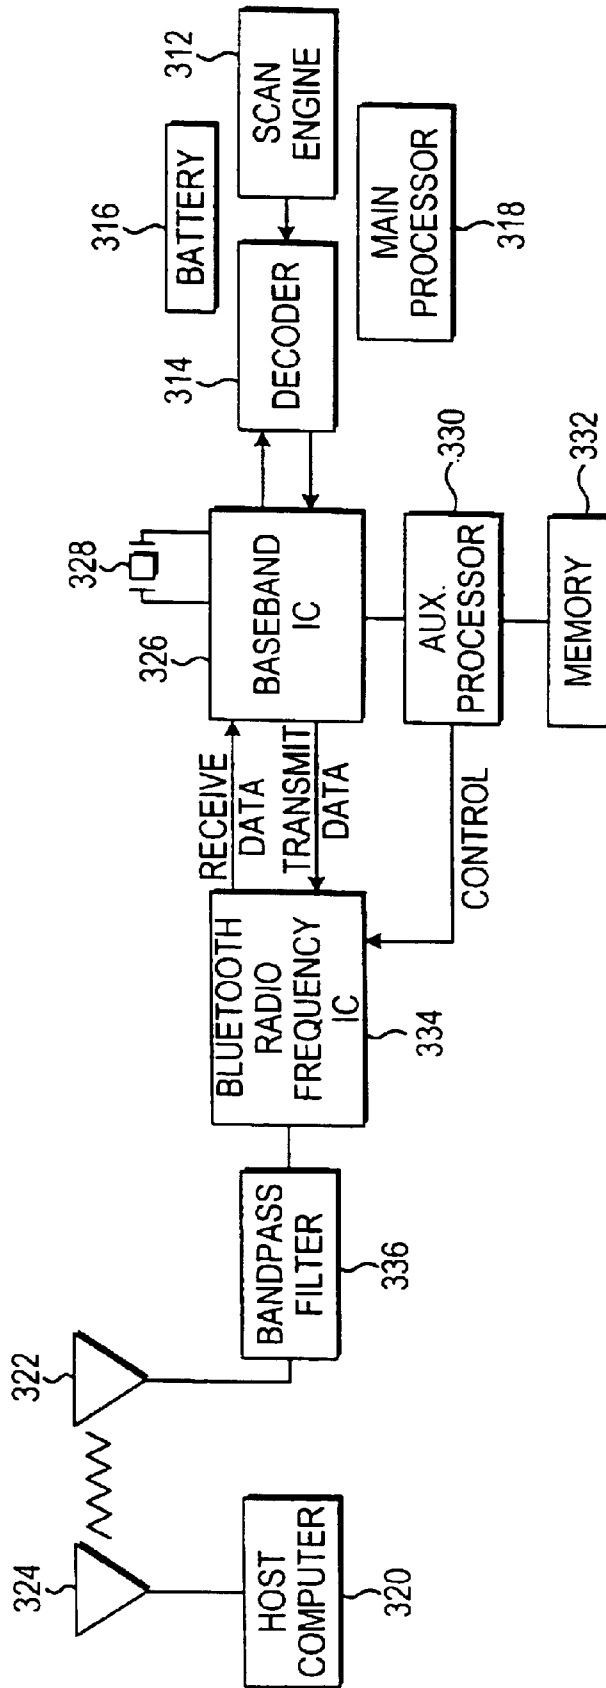 324
322
HOST
COMPUTER
320
BANDPASS
FILTER
336
BLUETOOTH
RADIO
FREQUENCY
IC
334
RECEIVE
DATA
TRANSMIT
DATA
CONTROL
326
328
BASEBAND
IC
AUX.
PROCESSOR
330
MEMORY
332
314
DECODER
316
BATTERY
312
SCAN
ENGINE
MAIN
PROCESSOR
318